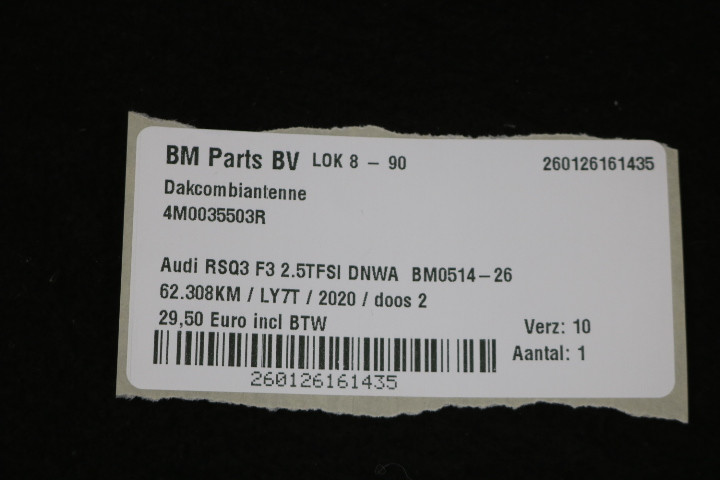 BM Parts BV LOK 8 - 90 260126161435
Dakcombiantenne
4M0035503R
Audi RSQ3 F3 2.5TFSI DNWA BM0514-26
62.308KM / LY7T / 2020 / doos 2
29,50 Euro incl BTW Verz: 10
Aantal: 1
260126161435